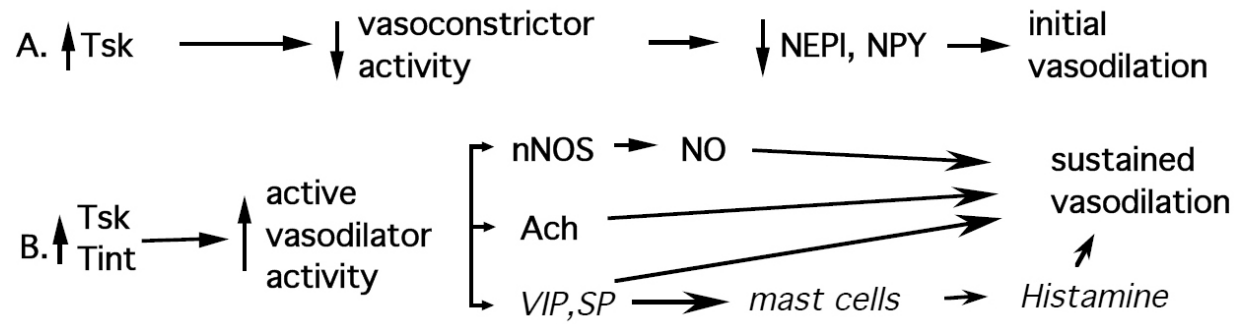 A. Tsk
vasoconstrictor
activity
NEPI, NPY
initial
vasodilation
B. Tsk
Tint
active
vasodilator
activity
nNOS
NO
Ach
VIP,SP
mast cells
Histamine
sustained
vasodilation